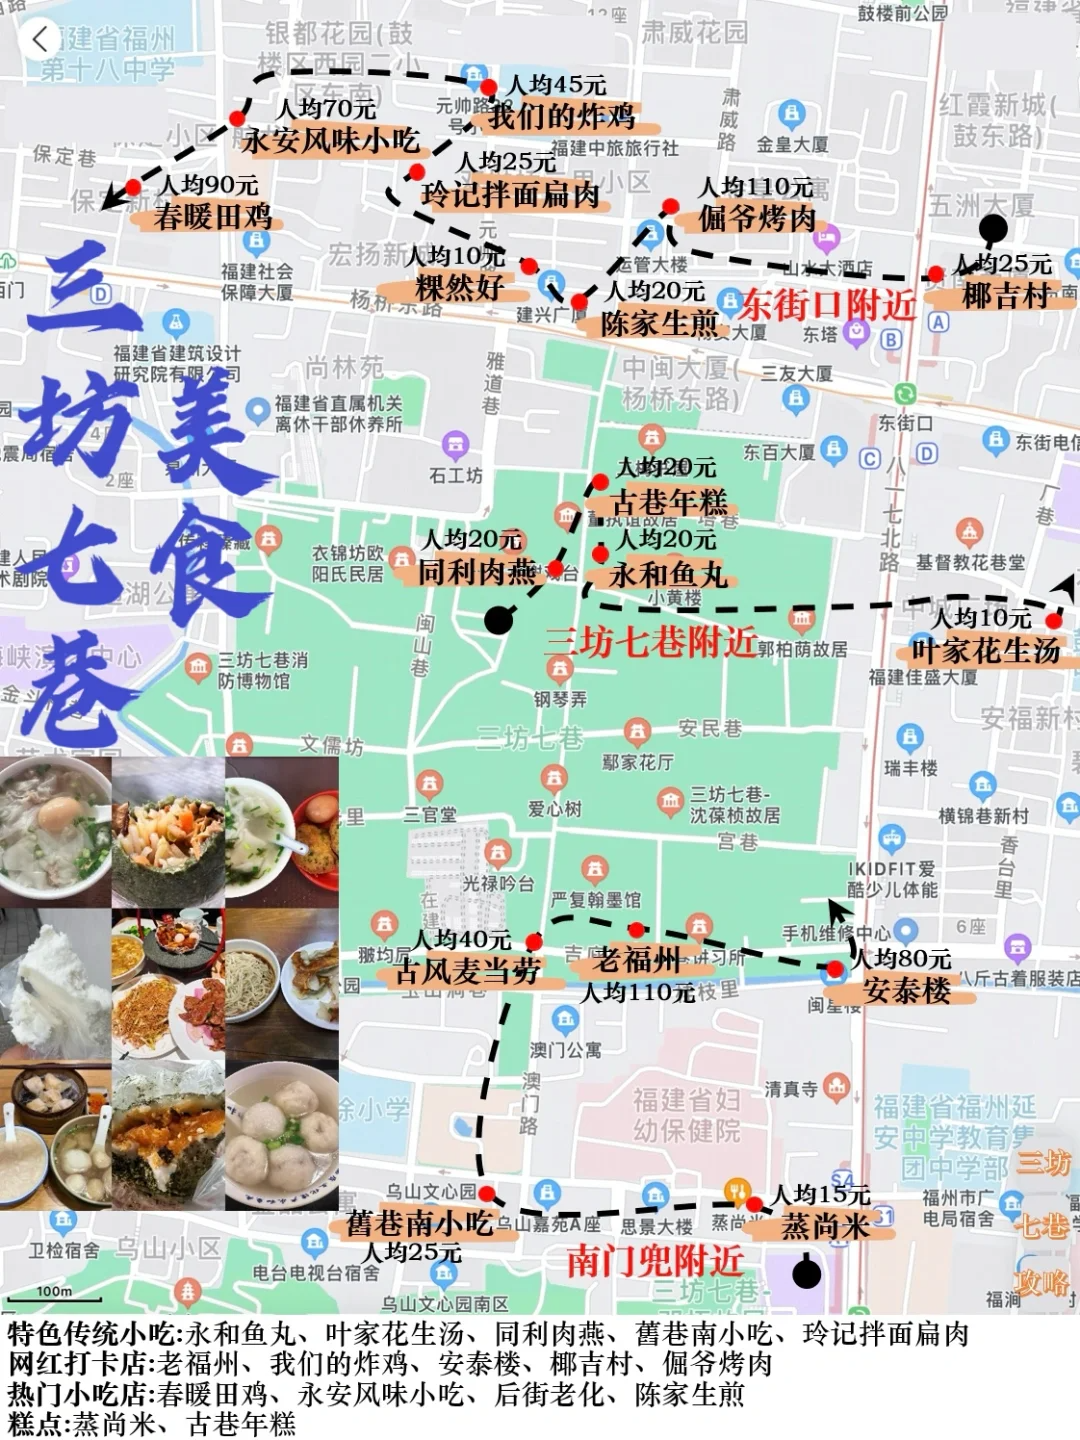 福建省福州
第十八中学
银都花园(鼓
楼区西园二小
区东南)
12座
肃威花园
鼓楼前公园
元帅路22
人均45元
我们的炸鸡
人均70元
永安风味小吃
福建中旅旅行社
肃威路
金皇大厦
红霞新城(
鼓东路)
保定巷
人均90元
春暖田鸡
人均25元
玲记拌面扁肉
人均110元
倔爷烤肉
五洲大厦
宏扬新城
福建社会
保障大厦
人均10元
粿然好
运管大楼
山水大酒店
人均25元
椰吉村
杨桥东路
建兴广厦
人均20元
陈家生煎
东街口附近
东塔
A
B
D
福建省建筑设计
研究院有限公司
尚林苑
雅道巷
中闽大厦(
杨桥东路)
三友大厦
福建省直属机关
离休干部休养所
东街口
石工坊
东百大厦
C
D
东街电信
2座
三坊七巷
美食
人均20元
古巷年糕
八一七北路
人均20元
同利肉燕
人均20元
永和鱼丸
衣锦坊欧
阳氏民居
基督教花巷堂
小黄楼
闽山巷
三坊七巷附近
郭柏荫故居
人均10元
叶家花生汤
福建佳盛大厦
三坊七巷消
防博物馆
钢琴弄
安福新村
文儒坊
三坊七巷
安民巷
鄢家花厅
瑞丰楼
三官堂
爱心树
三坊七巷-
沈葆桢故居
横锦巷新村
宫巷
香台里
光禄吟台
严复翰墨馆
IKIDFIT爱
酷少儿体能
在建
6座
手机维修中心
人均40元
古风麦当劳
老福州
人均110元
人均80元
安泰楼
八斤古着服装店
澳门公寓
澳门路
福建省妇
幼保健院
清真寺
福建省福州延
安中学教育集
团中学部
三坊
七巷
攻略
乌山文心园
舊巷南小吃
人均25元
乌山嘉苑A座
思景大楼
蒸尚米
人均15元
蒸尚米
福州市广
电局宿舍
南门兜附近
卫检宿舍
乌山小区
电台电视台宿舍
乌山文心园南区
100m
特色传统小吃:永和鱼丸、叶家花生汤、同利肉燕、舊巷南小吃、玲记拌面扁肉
网红打卡店:老福州、我们的炸鸡、安泰楼、椰吉村、倔爷烤肉
热门小吃店:春暖田鸡、永安风味小吃、后街老化、陈家生煎
糕点:蒸尚米、古巷年糕